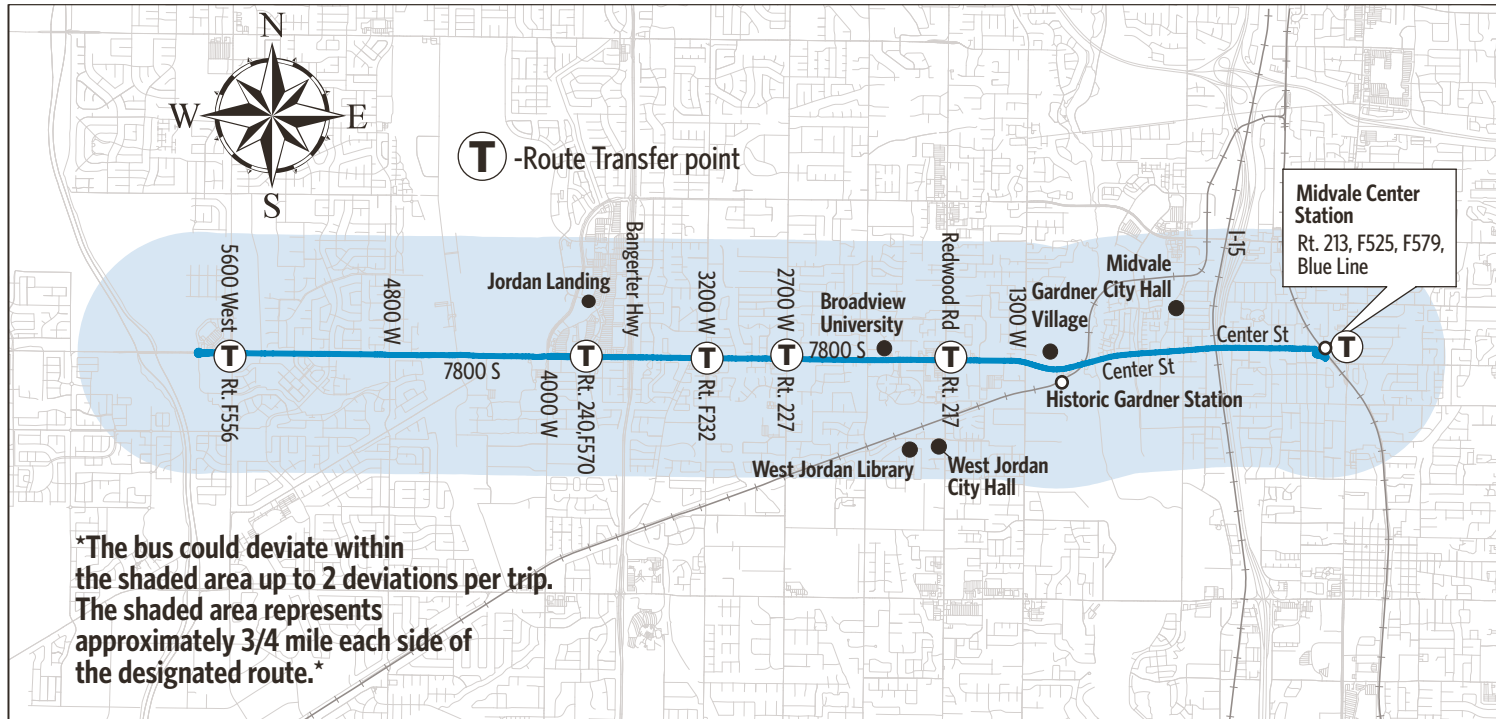 N
W
E
S
T
-Route Transfer point
Midvale Center
Station
Rt. 213, F525, F579,
Blue Line
5600 West
4800 W
Jordan Landing
Bangerter Hwy
3200 W
2700 W
Broadview
University
7800 S
Redwood Rd
1300 W
Gardner
Village
Midvale
City Hall
I-15
Center St
T
T
T
T
T
T
7800 S
Center St
Rt. F556
4000 W
Rt. 240,F570
Rt. F232
Rt. 227
Rt. 217
Historic Gardner Station
West Jordan Library
West Jordan
City Hall
*The bus could deviate within
the shaded area up to 2 deviations per trip.
The shaded area represents
approximately 3/4 mile each side of
the designated route.*